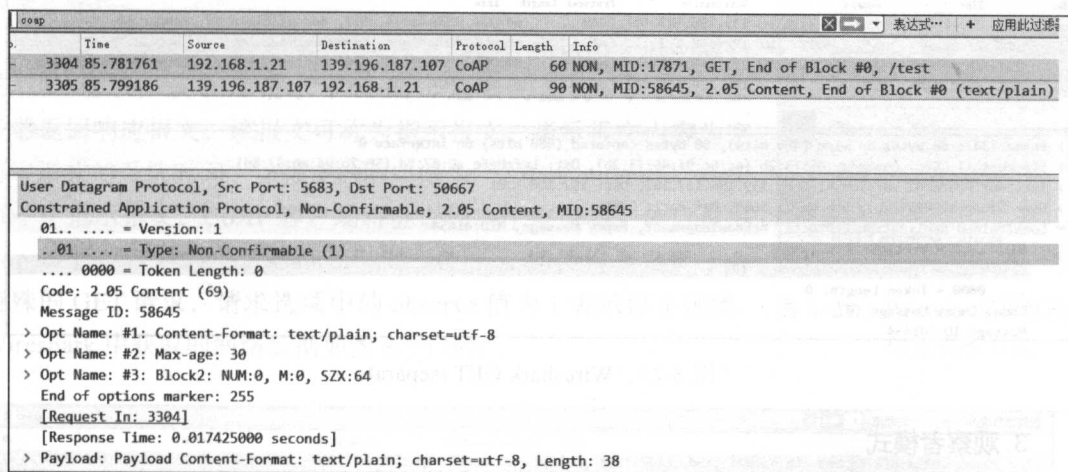 coap
表达式… + 应用此过滤
Time Source Destination Protocol Length Info
3304 85.781761 192.168.1.21 139.196.187.107 CoAP 60 NON, MID:17871, GET, End of Block #0, /test
3305 85.799186 139.196.187.107 192.168.1.21 CoAP 90 NON, MID:58645, 2.05 Content, End of Block #0 (text/plain)
User Datagram Protocol, Src Port: 5683, Dst Port: 50667
Constrained Application Protocol, Non-Confirmable, 2.05 Content, MID:58645
01.. .... = Version: 1
..01 .... = Type: Non-Confirmable (1)
.... 0000 = Token Length: 0
Code: 2.05 Content (69)
Message ID: 58645
> Opt Name: #1: Content-Format: text/plain; charset=utf-8
> Opt Name: #2: Max-age: 30
> Opt Name: #3: Block2: NUM:0, M:0, SZX:64
End of options marker: 255
[Request In: 3304]
[Response Time: 0.017425000 seconds]
Payload: Payload Content-Format: text/plain; charset=utf-8, Length: 38